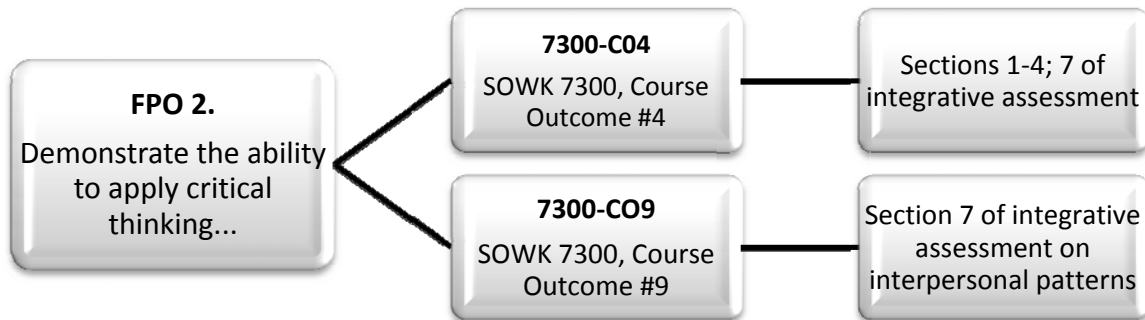 FPO 2.
Demonstrate the ability
to apply critical
thinking...
7300-C04
SOWK 7300, Course
Outcome #4
Sections 1-4; 7 of
integrative assessment
7300-CO9
SOWK 7300, Course
Outcome #9
Section 7 of integrative
assessment on
interpersonal patterns